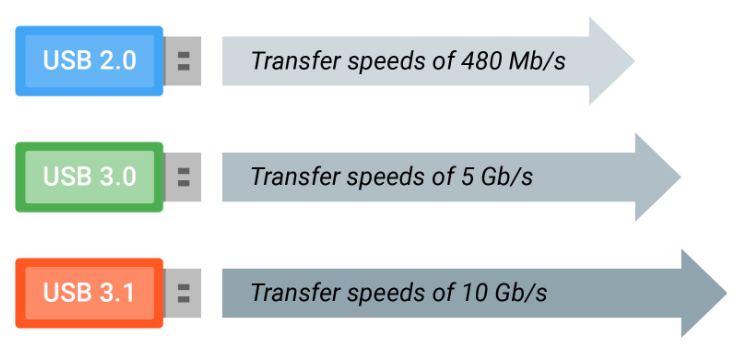 USB 2.0 Transfer speeds of 480 Mb/s
USB 3.0 Transfer speeds of 5 Gb/s
USB 3.1 Transfer speeds of 10 Gb/s